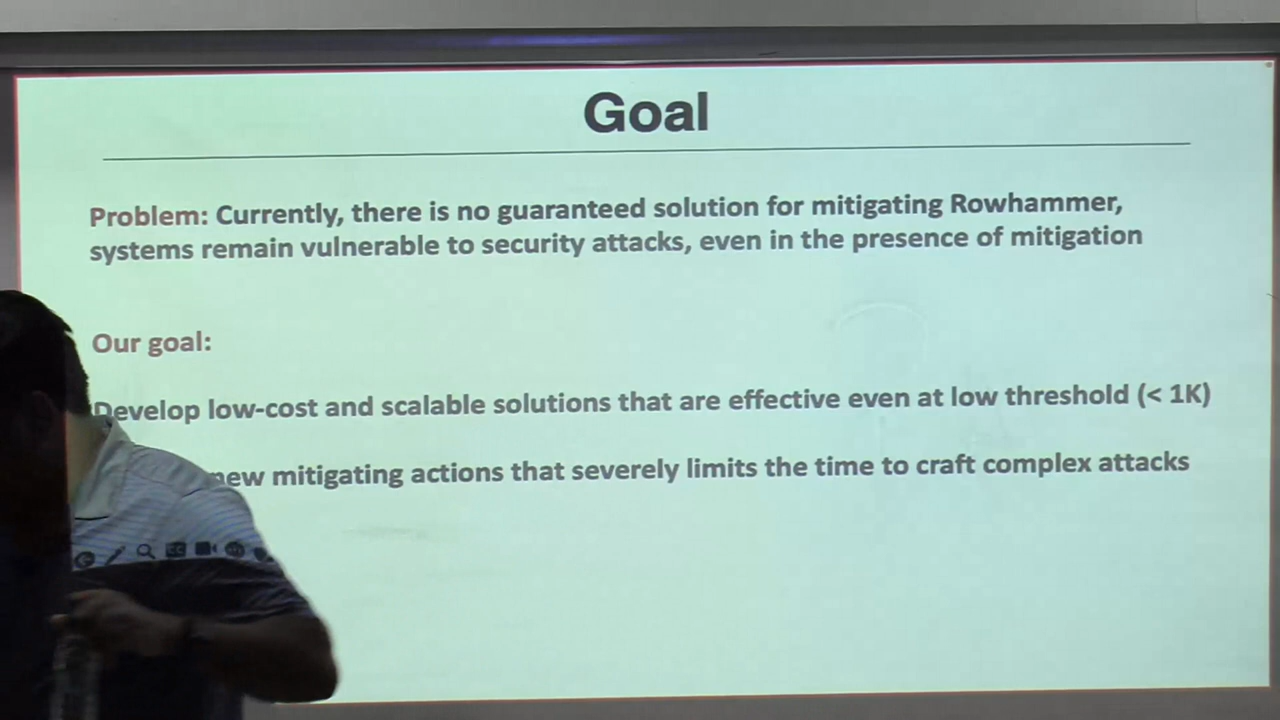 Goal
Problem: Currently, there is no guaranteed solution for mitigating Rowhammer,
systems remain vulnerable to security attacks, even in the presence of mitigation
Our goal:
Develop low-cost and scalable solutions that are effective even at low threshold (< 1K)
new mitigating actions that severely limits the time to craft complex attacks